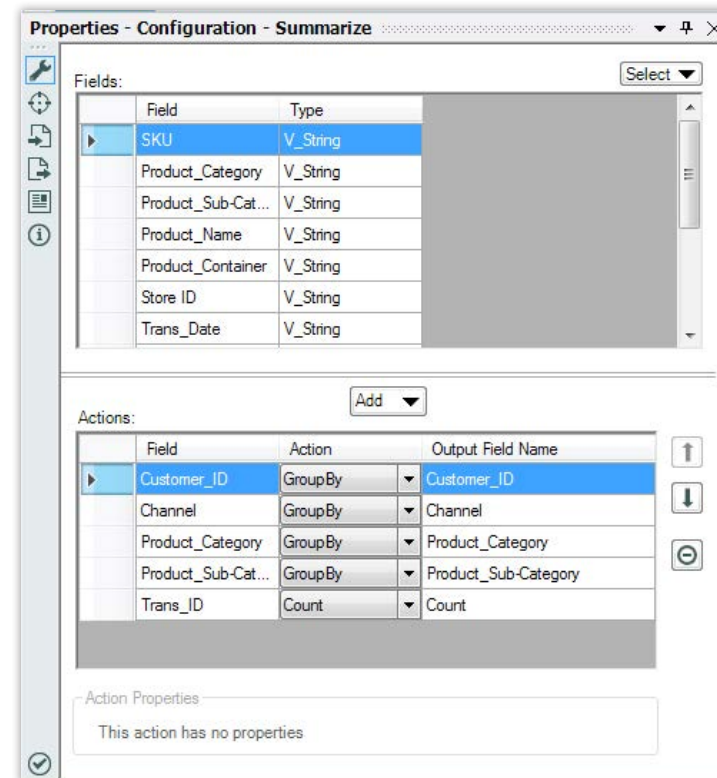 Properties - Configuration - Summarize
Fields:
Select
Field Type
SKU V_String
Product_Category V_String
Product_Sub-Cat... V_String
Product_Name V_String
Product_Container V_String
Store ID V_String
Trans_Date V_String
Add
Actions:
Field Action Output Field Name
Customer_ID GroupBy Customer_ID
Channel GroupBy Channel
Product_Category GroupBy Product_Category
Product_Sub-Cat... GroupBy Product_Sub-Category
Trans_ID Count Count
Action Properties
This action has no properties